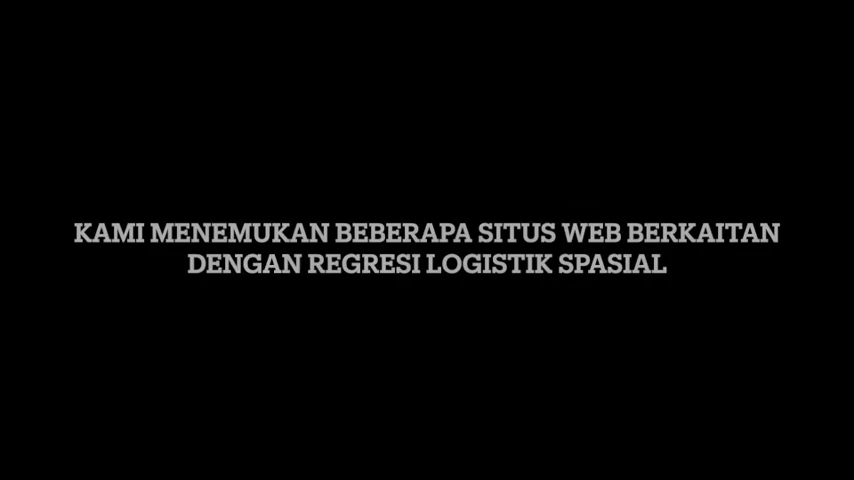 KAMI MENEMUKAN BEBERAPA SITUS WEB BERKAITAN
DENGAN REGRESI LOGISTIK SPASIAL